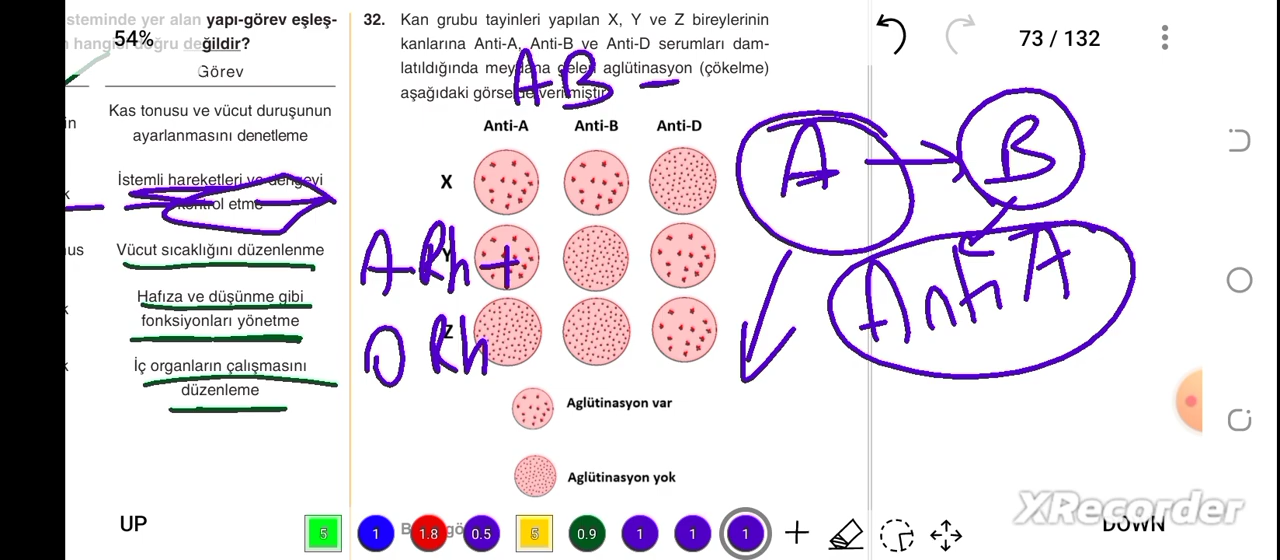 steminde yer alan yapı-görev eşleş-
hangisi doğru değildir?
54%
Görev
in
Kas tonusu ve vücut duruşunun
ayarlanmasını denetleme
k
İstemli hareketleri ve dengeyi
kontrol etme
us
Vücut sıcaklığını düzenlenme
Hafıza ve düşünme gibi
k
fonksiyonları yönetme
k
İç organların çalışmasını
düzenleme
32. Kan grubu tayinleri yapılan X, Y ve Z bireylerinin
kanlarına Anti-A, Anti-B ve Anti-D serumları dam-
latıldığında meydana gelen aglütinasyon (çökelme)
aşağıdaki görselde verilmiştir.
AB -
Anti-A Anti-B Anti-D
X
Y
A Rh +
Z
0 Rh
Aglütinasyon var
Aglütinasyon yok
A
B
Anti A
73 / 132
UP
5 1 1.8 0.5 5 0.9 1 1 1
DOWN
XRecorder